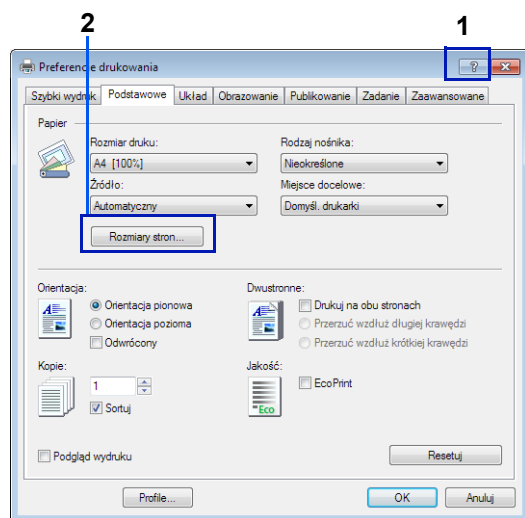 2 1
Preferencje drukowania
Szybki wydruk Podstawowe Układ Obrazowanie Publikowanie Zadanie Zaawansowane
Papier
Rozmiar druku: Rodzaj nośnika:
A4 [100%] Nieokreślone
Źródło: Miejsce docelowe:
Automatyczny Domyśl. drukarki
Rozmiary stron...
Orientacja: Dwustronne:
Orientacja pionowa Drukuj na obu stronach
Orientacja pozioma Przerzuć wzdłuż długiej krawędzi
Odwrócony Przerzuć wzdłuż krótkiej krawędzi
Kopie: Jakość:
1 EcoPrint
Sortuj Eco
Podgląd wydruku Resetuj
Profile... OK Anuluj